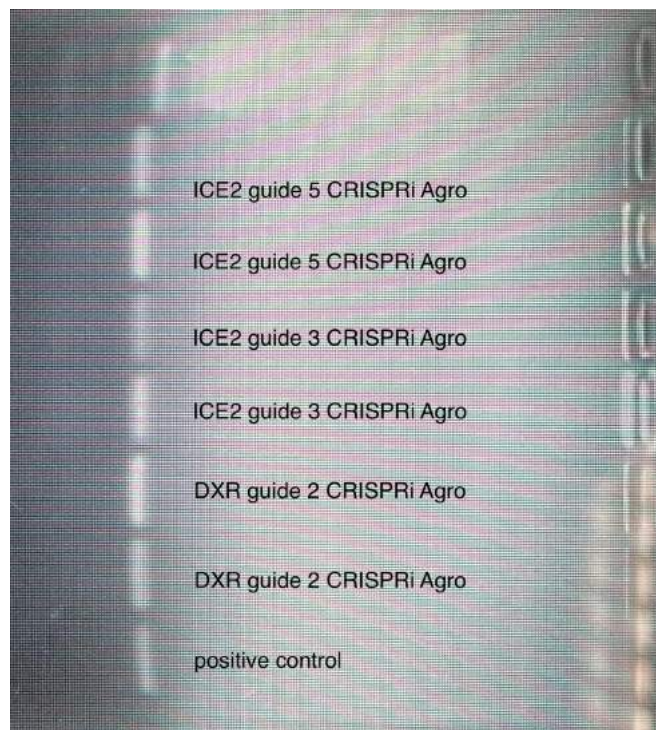 ICE2 guide 5 CRISPRi Agro
ICE2 guide 5 CRISPRi Agro
ICE2 guide 3 CRISPRi Agro
ICE2 guide 3 CRISPRi Agro
DXR guide 2 CRISPRi Agro
DXR guide 2 CRISPRi Agro
positive control